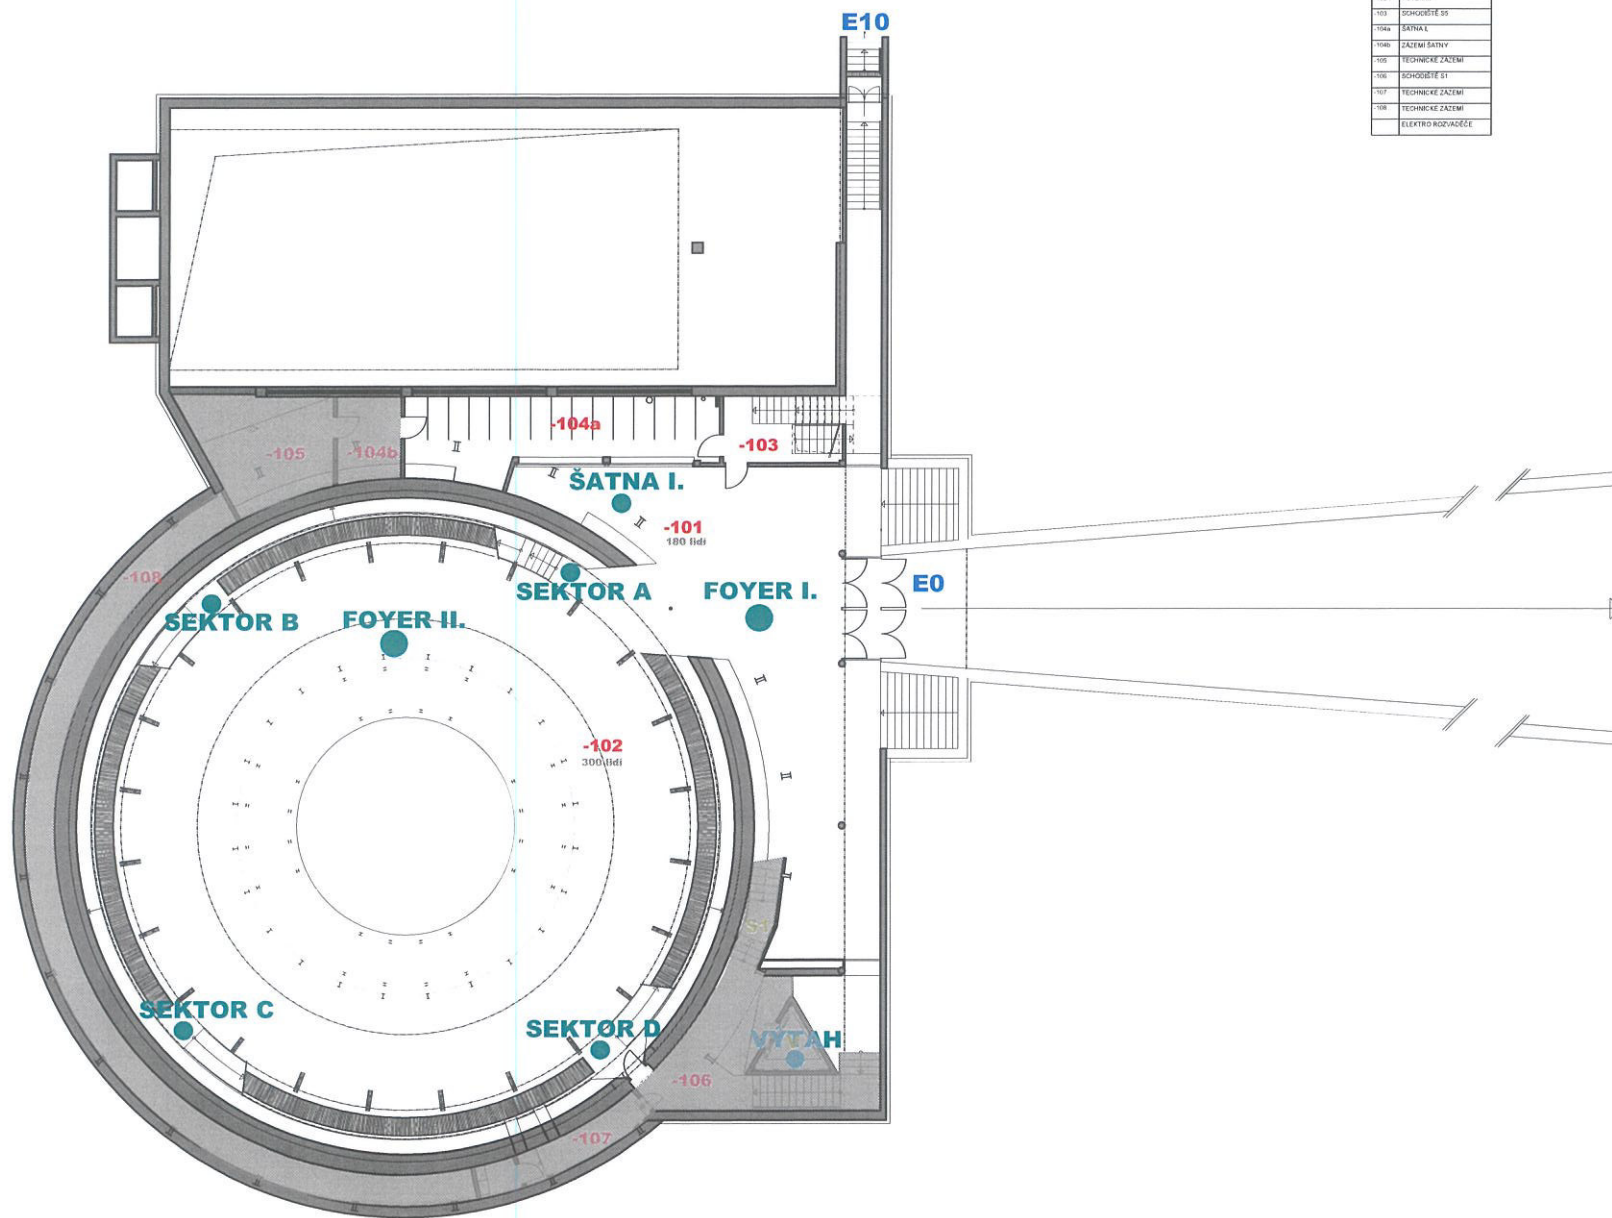 E10
-103 SCHODIŠTĚ S5
-104a ŠATNA I.
-104b ZÁZEMÍ ŠATNY
-105 TECHNICKÉ ZÁZEMÍ
-106 SCHODIŠTĚ S1
-107 TECHNICKÉ ZÁZEMÍ
-108 TECHNICKÉ ZÁZEMÍ
ELEKTRO ROZVADĚČE
-104a
-103
-105
-104b
ŠATNA I.
-101
180 lidí
-108
SEKTOR A
FOYER I.
E0
SEKTOR B
FOYER II.
-102
300 lidí
S1
SEKTOR C
SEKTOR D
VÝTAH
-106
-107